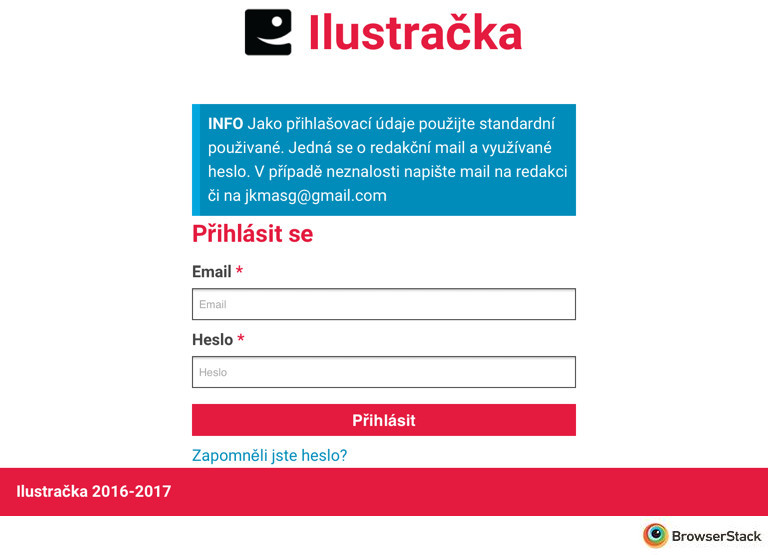 Ilustračka
INFO Jako přihlašovací údaje použijte standardní
použivané. Jedná se o redakční mail a využívané
heslo. V případě neznalosti napište mail na redakci
či na jkmasg@gmail.com
Přihlásit se
Email *
Email
Heslo *
Heslo
Přihlásit
Zapomněli jste heslo?
Ilustračka 2016-2017
BrowserStack